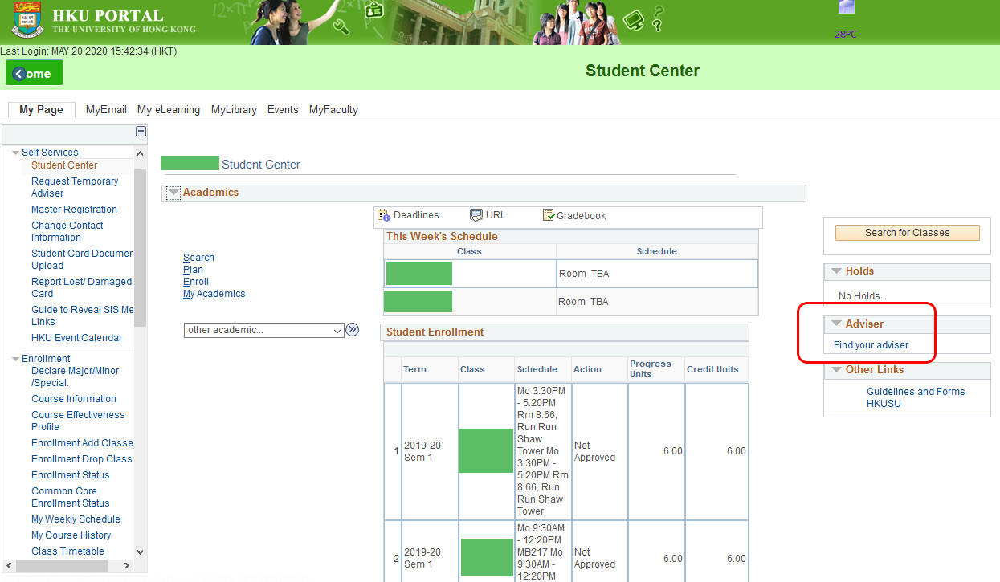 HKU PORTAL
THE UNIVERSITY OF HONG KONG
28°C
Last Login: MAY 20 2020 15:42:34 (HKT)
ome
Student Center
My Page
MyEmail
My eLearning
MyLibrary
Events
MyFaculty
Self Services
Student Center
Request Temporary
Adviser
Master Registration
Change Contact
Information
Student Card Documen
Upload
Report Lost/ Damaged
Card
Guide to Reveal SIS Me
Links
HKU Event Calendar
Enrollment
Declare Major/Minor
/Special.
Course Information
Course Effectiveness
Profile
Enrollment Add Classe
Enrollment Drop Class
Enrollment Status
Common Core
Enrollment Status
My Weekly Schedule
My Course History
Class Timetable
Student Center
Academics
Search
Plan
Enroll
My Academics
other academic...
Deadlines
URL
Gradebook
This Week's Schedule
Class
Schedule
Room TBA
Room TBA
Student Enrollment
Term
Class
Schedule
Action
Progress
Units
Credit Units
1
2019-20
Sem 1
Mo 3:30PM
- 5:20PM
Rm 8.66,
Run Run
Shaw
Tower Mo
3:30PM -
5:20PM Rm
8.66, Run
Run Shaw
Tower
Not
Approved
6.00
6.00
2
2019-20
Sem 1
Mo 9:30AM
- 12:20PM
MB217 Mo
9:30AM -
12:20PM
Not
Approved
6.00
6.00
Search for Classes
Holds
No Holds.
Adviser
Find your adviser
Other Links
Guidelines and Forms
HKUSU